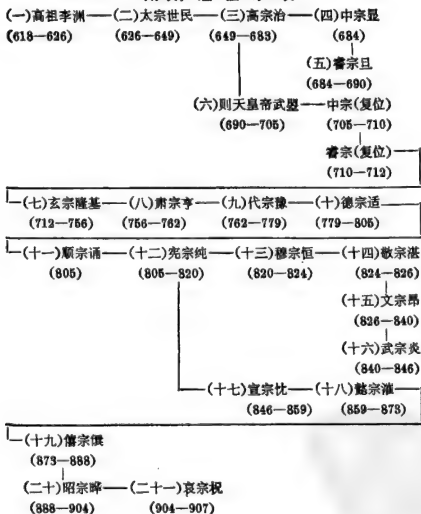 (一)高祖李渊——(二)太宗世民——(三)高宗治——(四)中宗显
(618—626) (626—649) (649—683) (684)
(五)睿宗旦
(684—690)
(六)则天皇帝武曌——中宗(复位)
(690—705) (705—710)
睿宗(复位)
(710—712)
(七)玄宗隆基——(八)肃宗亨——(九)代宗豫——(十)德宗适
(712—756) (756—762) (762—779) (779—805)
(十一)顺宗诵——(十二)宪宗纯——(十三)穆宗恒——(十四)敬宗湛
(805) (805—820) (820—824) (824—826)
(十五)文宗昂
(826—840)
(十六)武宗炎
(840—846)
(十七)宣宗忱——(十八)懿宗漼
(846—859) (859—873)
(十九)僖宗儇
(873—888)
(二十)昭宗晔——(二十一)哀宗祝
(888—904) (904—907)